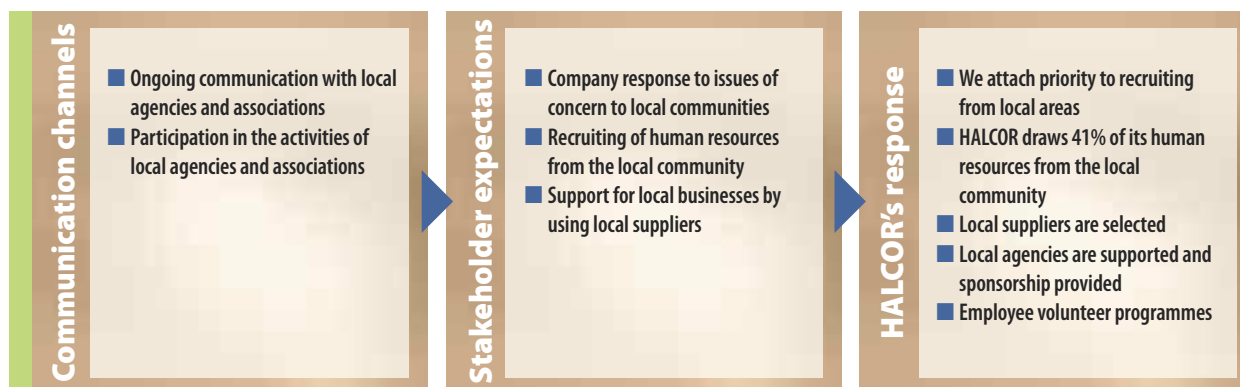 Communication channels
■ Ongoing communication with local
agencies and associations
■ Participation in the activities of
local agencies and associations
Stakeholder expectations
■ Company response to issues of
concern to local communities
■ Recruiting of human resources
from the local community
■ Support for local businesses by
using local suppliers
HALCOR's response
■ We attach priority to recruiting
from local areas
■ HALCOR draws 41% of its human
resources from the local
community
■ Local suppliers are selected
■ Local agencies are supported and
sponsorship provided
■ Employee volunteer programmes